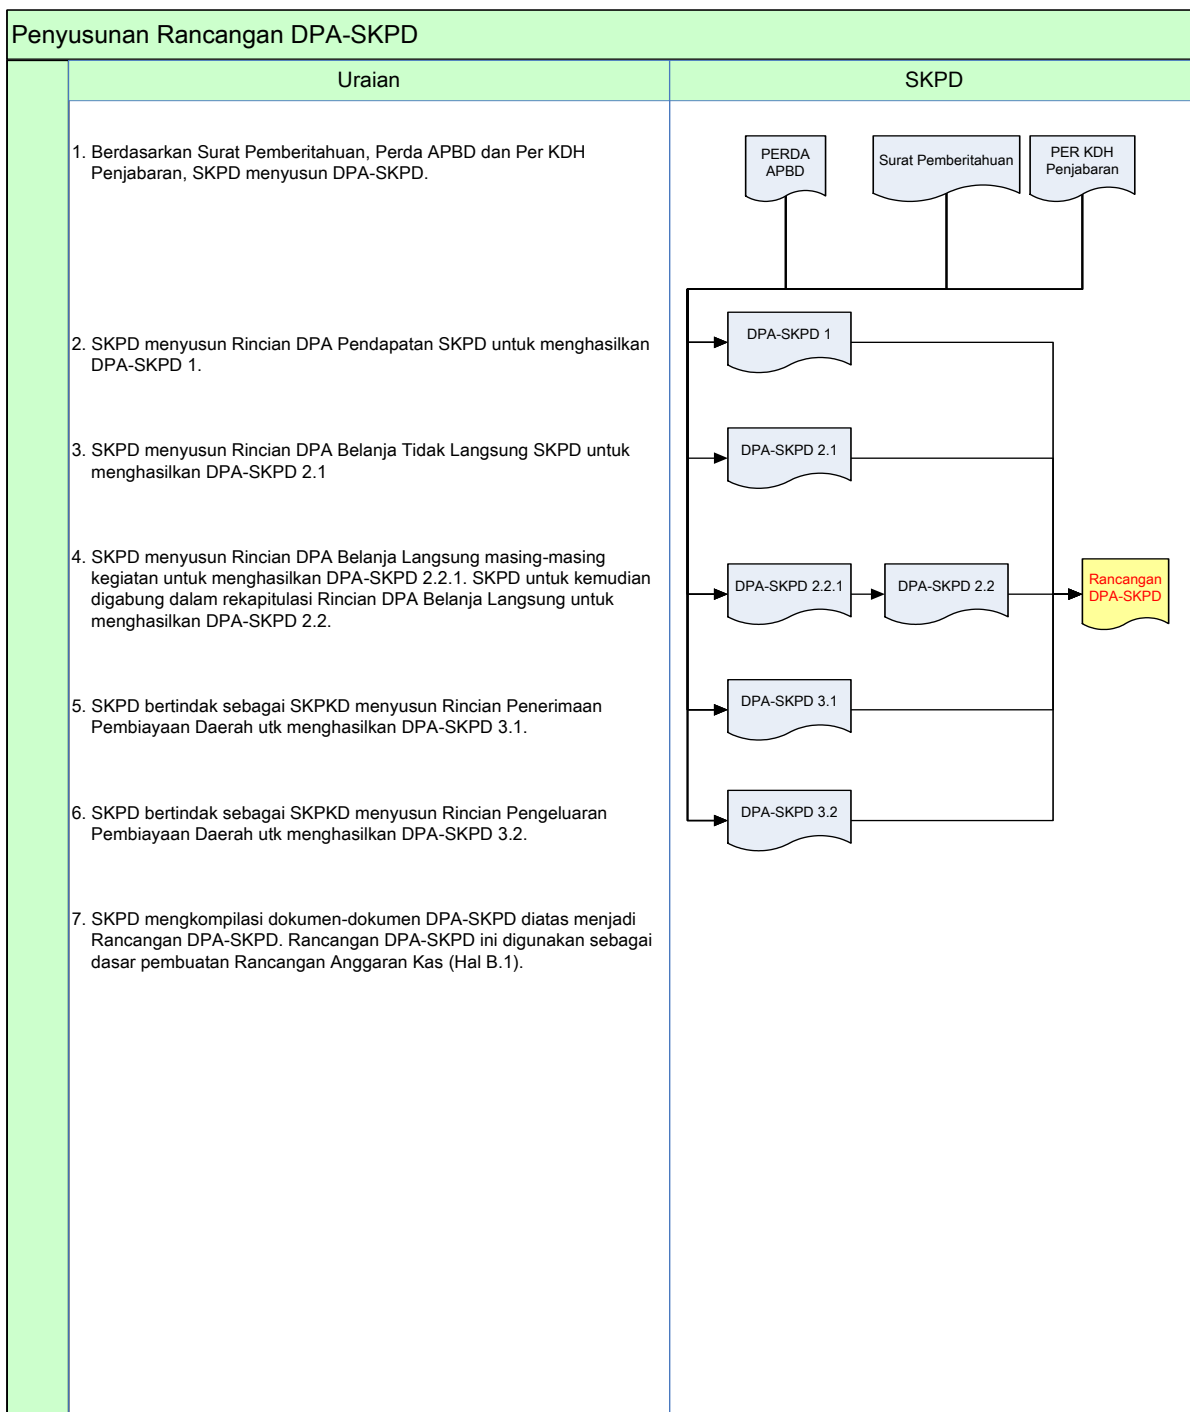 Penyusunan Rancangan DPA-SKPD
Uraian
SKPD
1. Berdasarkan Surat Pemberitahuan, Perda APBD dan Per KDH
Penjabaran, SKPD menyusun DPA-SKPD.
2. SKPD menyusun Rincian DPA Pendapatan SKPD untuk menghasilkan
DPA-SKPD 1.
3. SKPD menyusun Rincian DPA Belanja Tidak Langsung SKPD untuk
menghasilkan DPA-SKPD 2.1
4. SKPD menyusun Rincian DPA Belanja Langsung masing-masing
kegiatan untuk menghasilkan DPA-SKPD 2.2.1. SKPD untuk kemudian
digabung dalam rekapitulasi Rincian DPA Belanja Langsung untuk
menghasilkan DPA-SKPD 2.2.
5. SKPD bertindak sebagai SKPKD menyusun Rincian Penerimaan
Pembiayaan Daerah utk menghasilkan DPA-SKPD 3.1.
6. SKPD bertindak sebagai SKPKD menyusun Rincian Pengeluaran
Pembiayaan Daerah utk menghasilkan DPA-SKPD 3.2.
7. SKPD mengkompilasi dokumen-dokumen DPA-SKPD diatas menjadi
Rancangan DPA-SKPD. Rancangan DPA-SKPD ini digunakan sebagai
dasar pembuatan Rancangan Anggaran Kas (Hal B.1).
PERDA
APBD
Surat Pemberitahuan
PER KDH
Penjabaran
DPA-SKPD 1
DPA-SKPD 2.1
DPA-SKPD 2.2.1
DPA-SKPD 2.2
Rancangan
DPA-SKPD
DPA-SKPD 3.1
DPA-SKPD 3.2